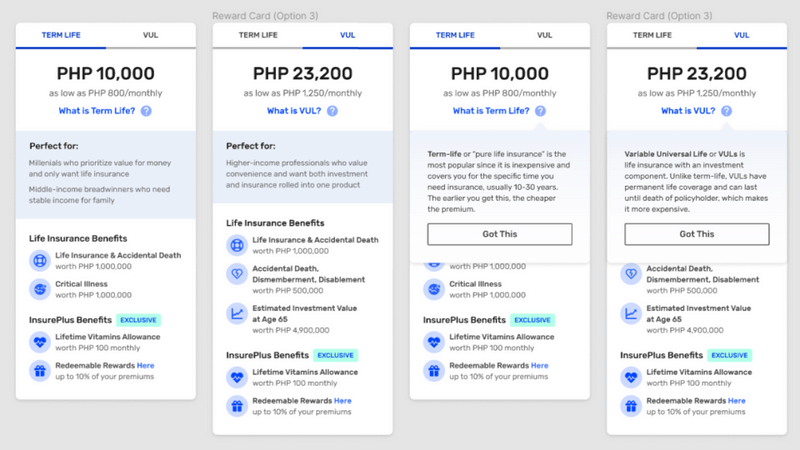 Reward Card (Option 3)
Reward Card (Option 3)
TERM LIFE
VUL
PHP 10,000
as low as PHP 800/monthly
What is Term Life? ?
Perfect for:
Millenials who prioritize value for money
and only want life insurance
Middle-income breadwinners who need
stable income for family
Life Insurance Benefits
Life Insurance & Accidental Death
worth PHP 1,000,000
Critical Illness
worth PHP 1,000,000
InsurePlus Benefits EXCLUSIVE
Lifetime Vitamins Allowance
worth PHP 100 monthly
Redeemable Rewards Here
up to 10% of your premiums
TERM LIFE
VUL
PHP 23,200
as low as PHP 1,250/monthly
What is VUL? ?
Perfect for:
Higher-income professionals who value
convenience and want both investment
and insurance rolled into one product
Life Insurance Benefits
Life Insurance & Accidental Death
worth PHP 1,000,000
Accidental Death,
Dismemberment, Disablement
worth PHP 500,000
Estimated Investment Value
at Age 65
worth PHP 4,900,000
InsurePlus Benefits EXCLUSIVE
Lifetime Vitamins Allowance
worth PHP 100 monthly
Redeemable Rewards Here
up to 10% of your premiums
TERM LIFE
VUL
PHP 10,000
as low as PHP 800/monthly
What is Term Life? ?
Term-life or "pure life insurance" is the
most popular since it is inexpensive and
covers you for the specific time you
need insurance, usually 10-30 years.
The earlier you get this, the cheaper
the premium.
Got This
worth PHP 1,000,000
Critical Illness
worth PHP 1,000,000
InsurePlus Benefits EXCLUSIVE
Lifetime Vitamins Allowance
worth PHP 100 monthly
Redeemable Rewards Here
up to 10% of your premiums
TERM LIFE
VUL
PHP 23,200
as low as PHP 1,250/monthly
What is VUL? ?
Variable Universal Life or VULs is
life insurance with an investment
component. Unlike term-life, VULs have
permanent life coverage and can last
until death of policyholder, which makes
it more expensive.
Got This
Accidental Death,
Dismemberment, Disablement
worth PHP 500,000
Estimated Investment Value
at Age 65
worth PHP 4,900,000
InsurePlus Benefits EXCLUSIVE
Lifetime Vitamins Allowance
worth PHP 100 monthly
Redeemable Rewards Here
up to 10% of your premiums